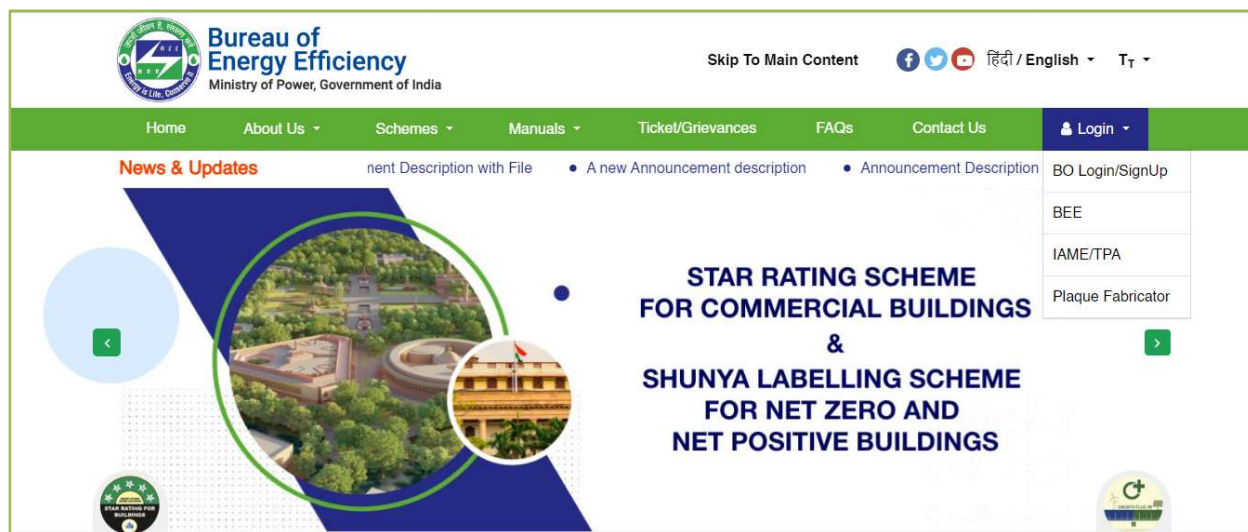 Bureau of
Energy Efficiency
Ministry of Power, Government of India
Skip To Main Content हिंदी / English TT
Home About Us Schemes Manuals Ticket/Grievances FAQs Contact Us Login
News & Updates nent Description with File • A new Announcement description • Announcement Description
BO Login/SignUp
BEE
IAME/TPA
Plaque Fabricator
STAR RATING SCHEME
FOR COMMERCIAL BUILDINGS
&
SHUNYA LABELLING SCHEME
FOR NET ZERO AND
NET POSITIVE BUILDINGS
STAR RATING FOR
BUILDINGS